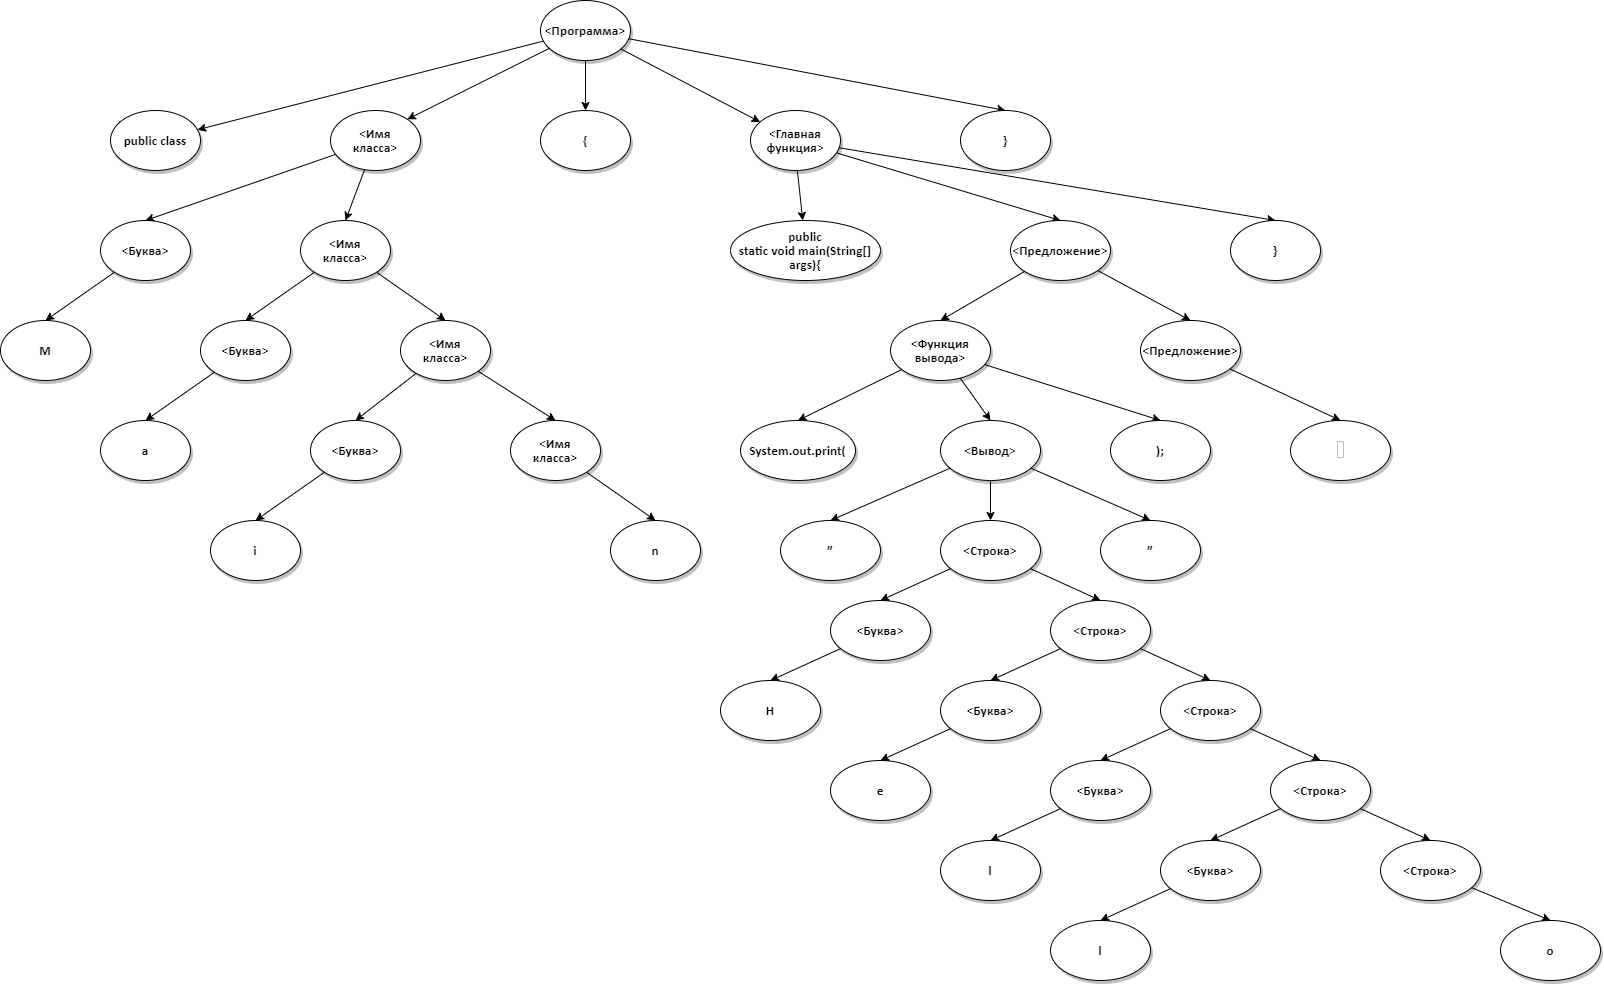 <Программа>
public class
<Имя
класса>
{
<Главная
функция>
}
<Буква>
<Имя
класса>
public
static void main(String[]
args){
<Предложение>
}
M
<Буква>
<Имя
класса>
<Функция
вывода>
<Предложение>
a
<Буква>
<Имя
класса>
System.out.print(
<Вывод>
);
i
n
”
<Строка>
”
<Буква>
<Строка>
H
<Буква>
<Строка>
e
<Буква>
<Строка>
l
<Буква>
<Строка>
l
o